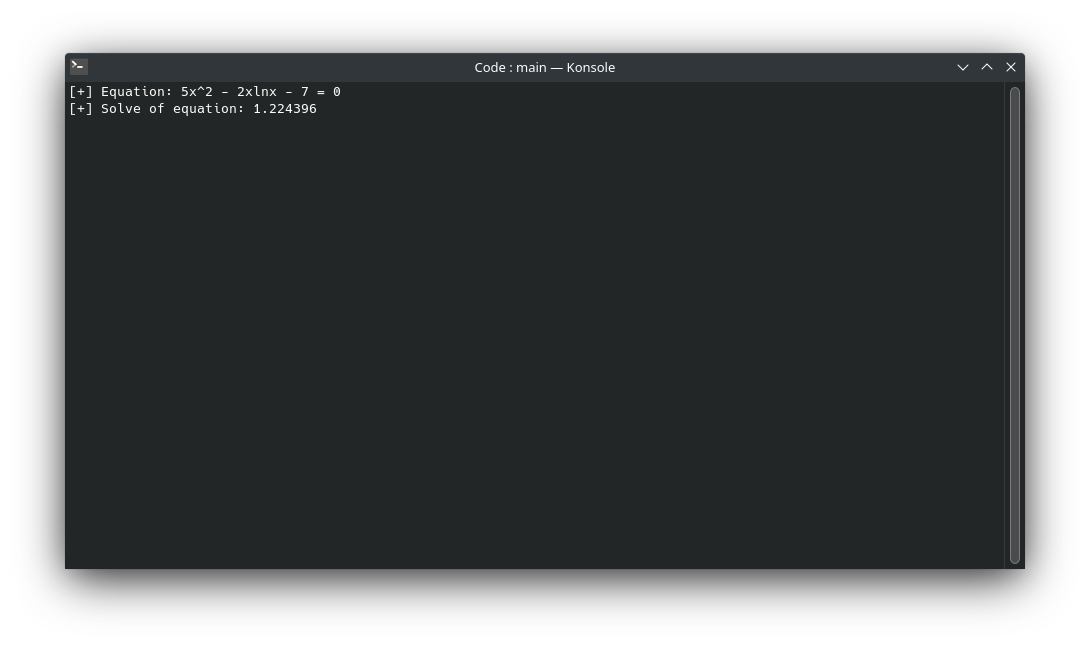 Code : main — Konsole
[+] Equation: 5x^2 - 2xlnx - 7 = 0
[+] Solve of equation: 1.224396